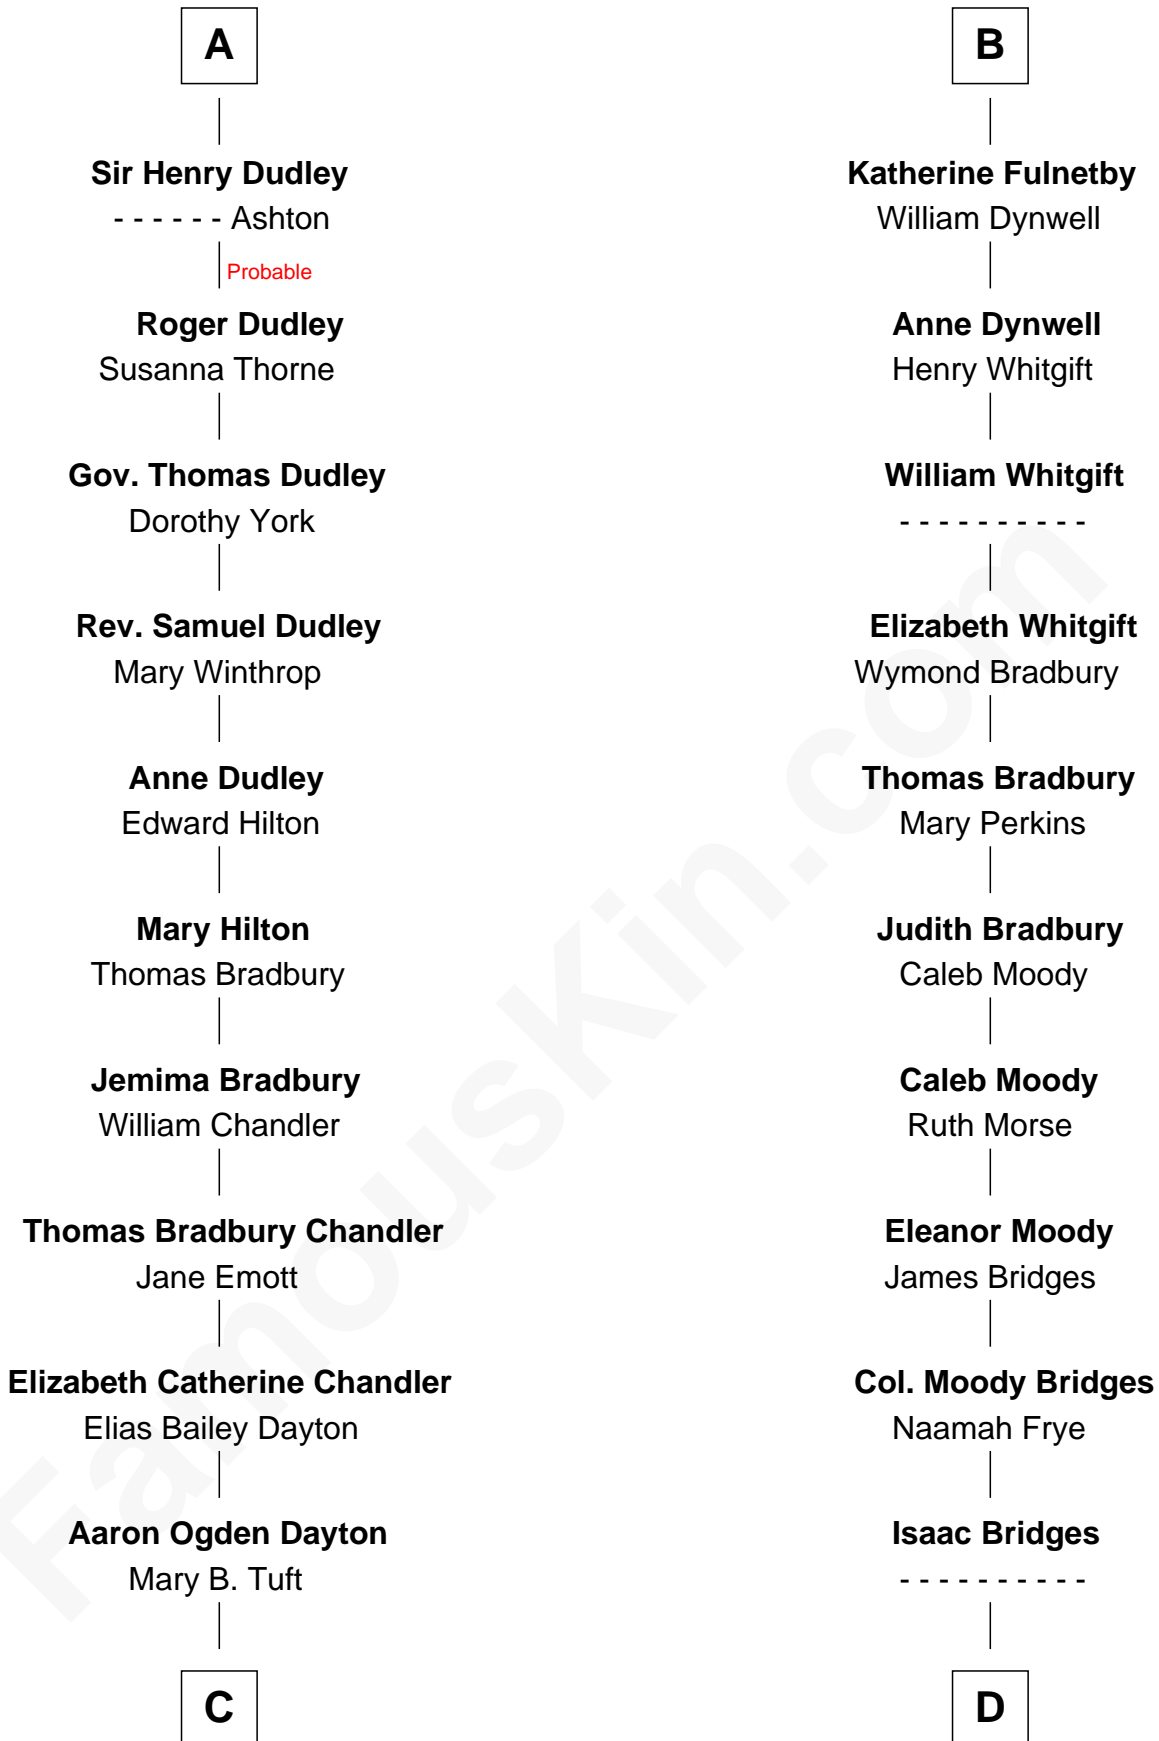 A
Sir Henry Dudley
- - - - - - Ashton
Probable
Roger Dudley
Susanna Thorne
Gov. Thomas Dudley
Dorothy York
Rev. Samuel Dudley
Mary Winthrop
Anne Dudley
Edward Hilton
Mary Hilton
Thomas Bradbury
Jemima Bradbury
William Chandler
Thomas Bradbury Chandler
Jane Emott
Elizabeth Catherine Chandler
Elias Bailey Dayton
Aaron Ogden Dayton
Mary B. Tuft
C
B
Katherine Fulnetby
William Dynwell
Anne Dynwell
Henry Whitgift
William Whitgift
- - - - - - - - - -
Elizabeth Whitgift
Wymond Bradbury
Thomas Bradbury
Mary Perkins
Judith Bradbury
Caleb Moody
Caleb Moody
Ruth Morse
Eleanor Moody
James Bridges
Col. Moody Bridges
Naamah Frye
Isaac Bridges
- - - - - - - - - -
D
FamousKin.com